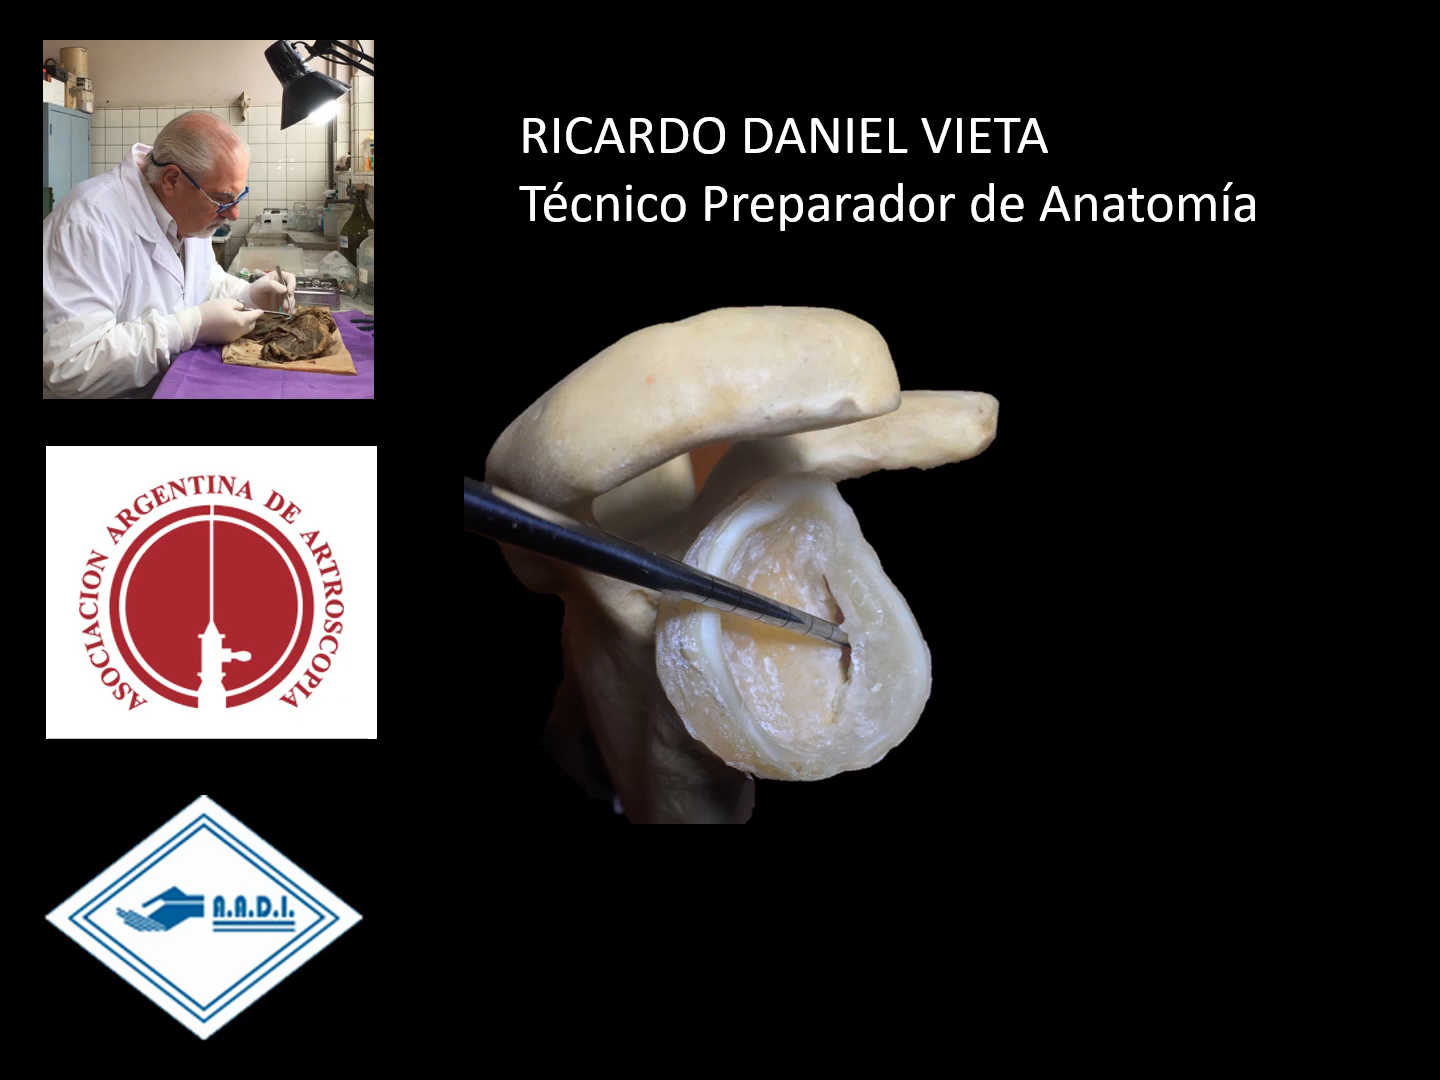 RICARDO DANIEL VIETA
Técnico Preparador de Anatomía
ASOCIACION ARGENTINA DE ARTROSCOPIA
A.A.D.I.